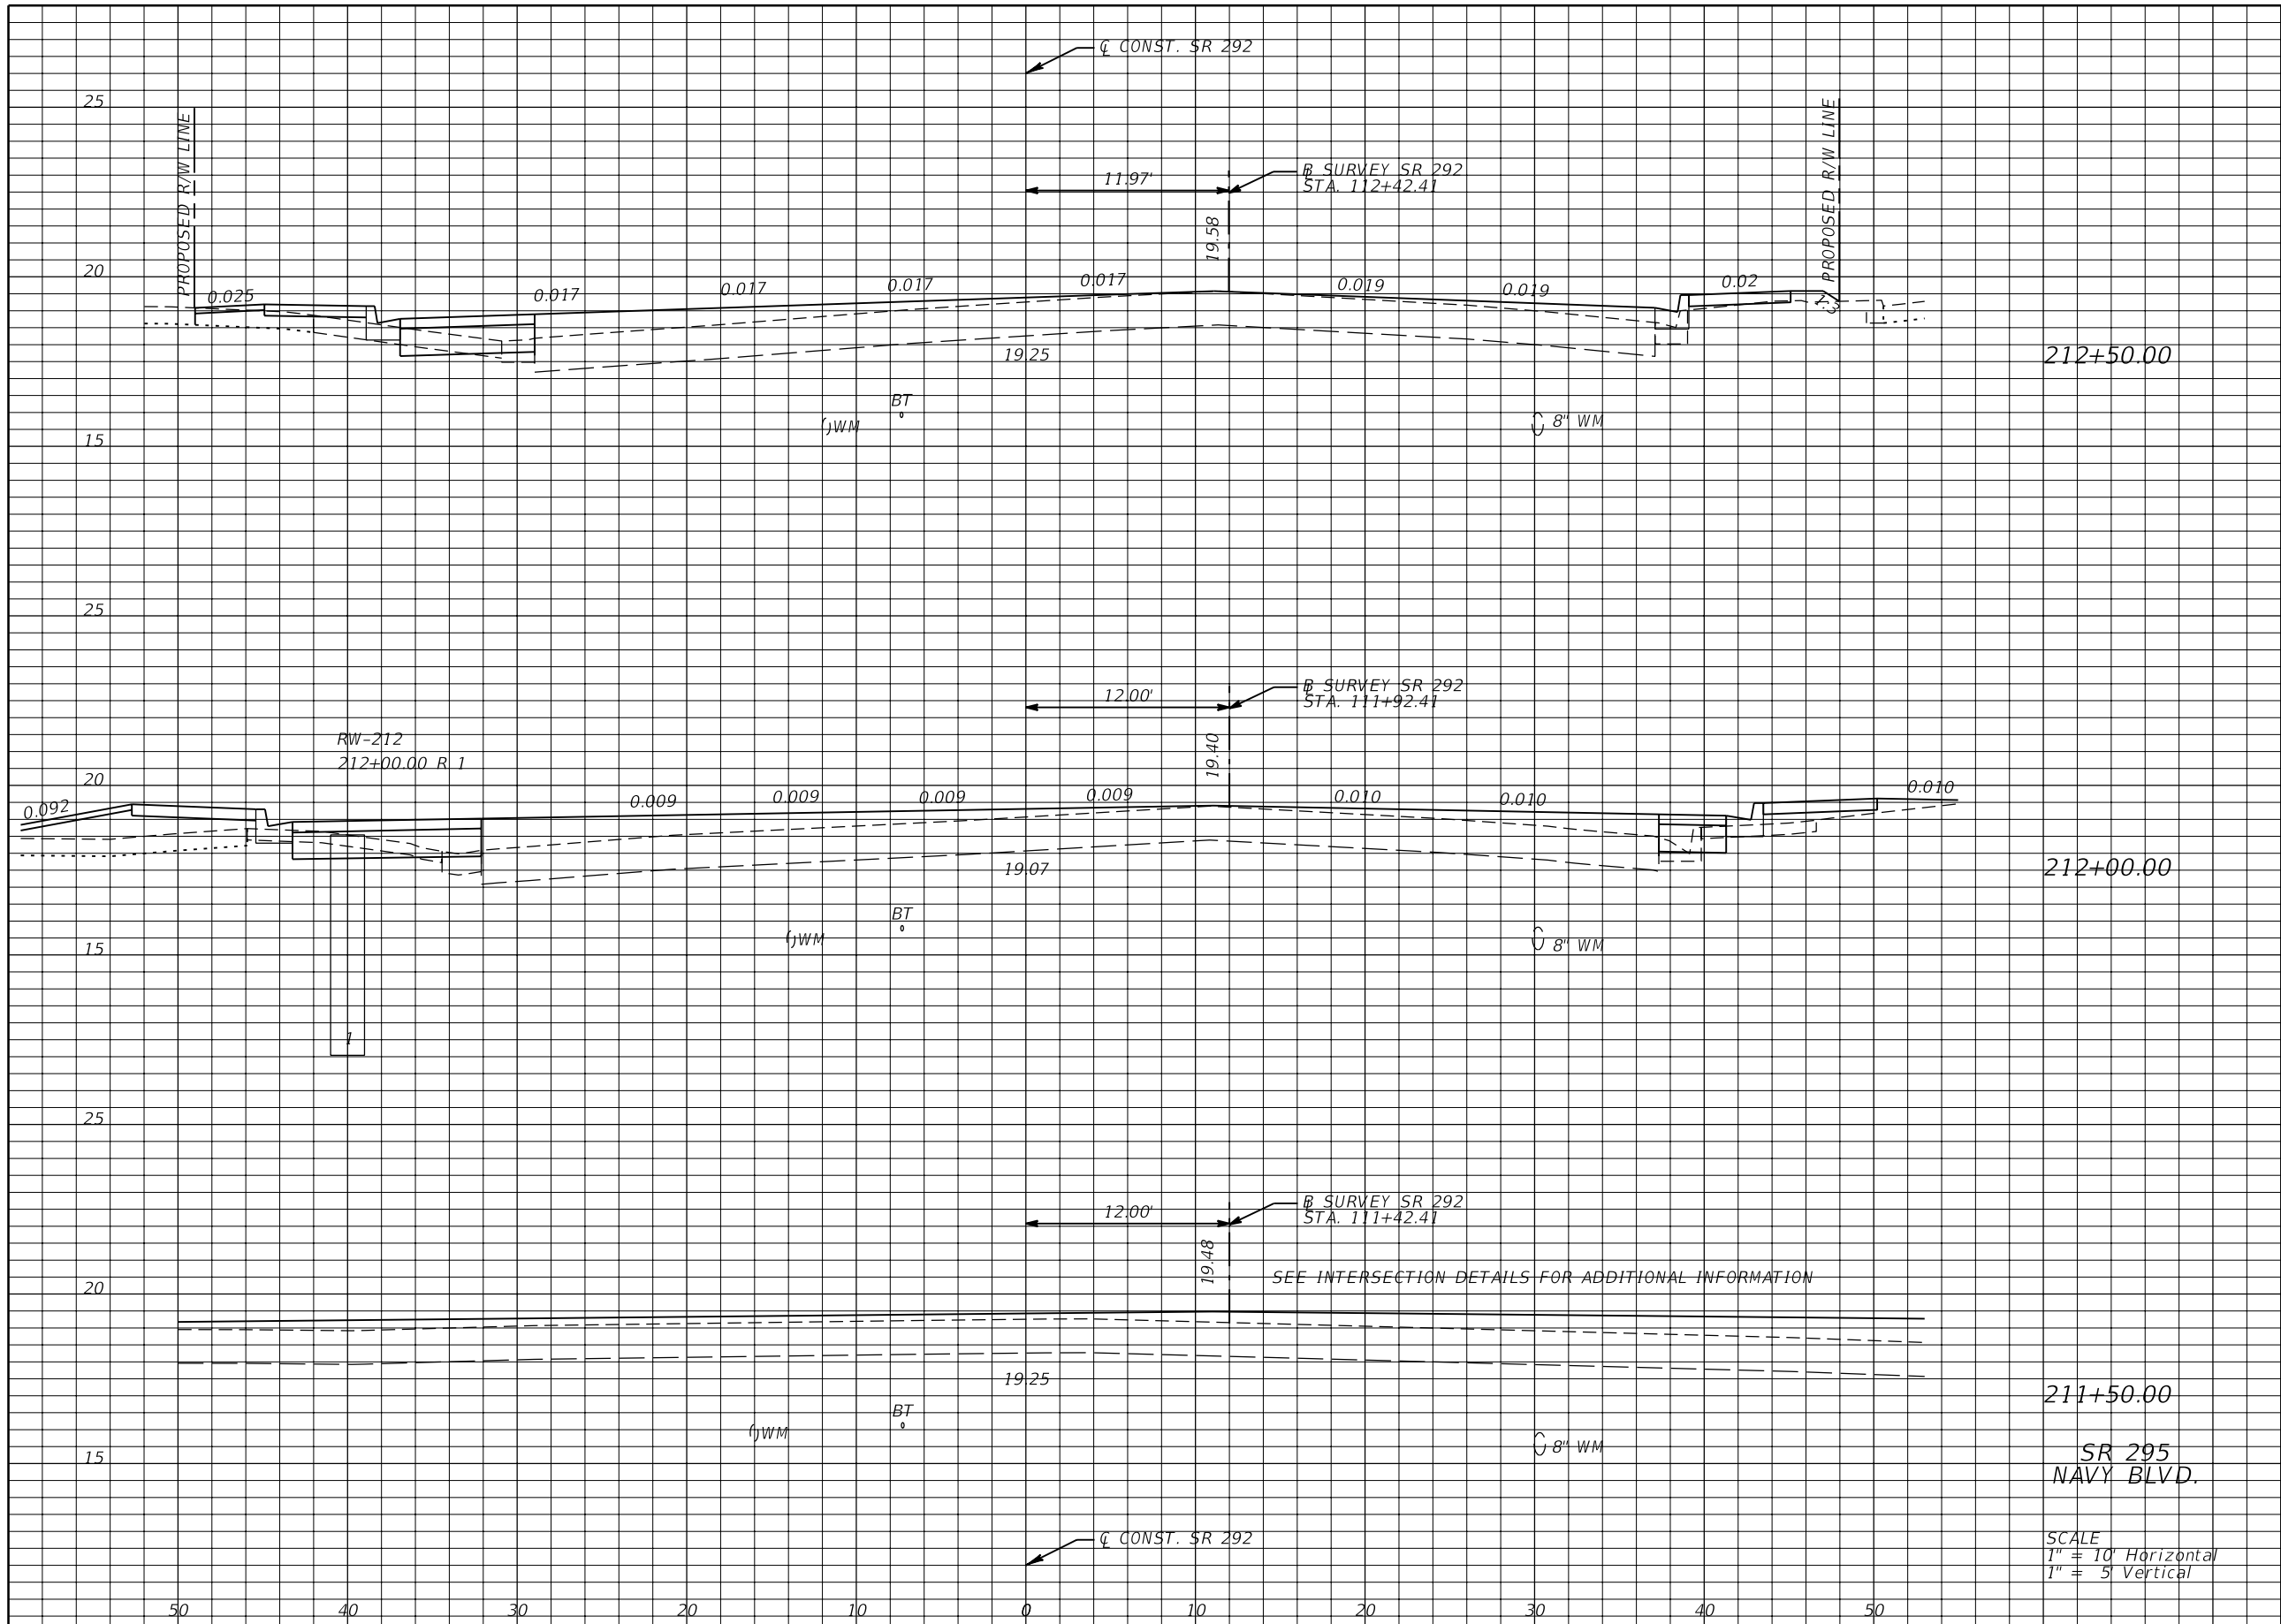 ℄ CONST. SR 292
25
PROPOSED R/W LINE
PROPOSED R/W LINE
11.97'
B̲L SURVEY SR 292
STA. 112+42.41
19.58
20
0.025
0.017
0.017
0.017
0.017
0.019
0.019
0.02
1:3
19.25
212+50.00
BT
WM
8" WM
15
25
12.00'
B̲L SURVEY SR 292
STA. 111+92.41
19.40
RW-212
212+00.00 R 1
20
0.092
0.009
0.009
0.009
0.009
0.010
0.010
0.010
19.07
212+00.00
BT
WM
8" WM
15
1
25
12.00'
B̲L SURVEY SR 292
STA. 111+42.41
19.48
20
SEE INTERSECTION DETAILS FOR ADDITIONAL INFORMATION
19.25
211+50.00
BT
WM
8" WM
15
SR 295
NAVY BLVD.
℄ CONST. SR 292
SCALE
1" = 10' Horizontal
1" = 5' Vertical
50 40 30 20 10 0 10 20 30 40 50